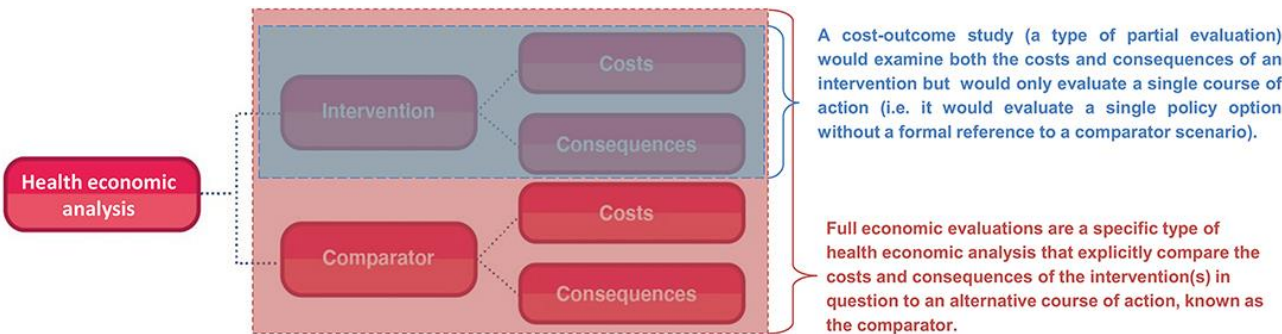 Health economic
analysis
Intervention
Costs
Consequences
Comparator
Costs
Consequences
A cost-outcome study (a type of partial evaluation)
would examine both the costs and consequences of an
intervention but would only evaluate a single course of
action (i.e. it would evaluate a single policy option
without a formal reference to a comparator scenario).
Full economic evaluations are a specific type of
health economic analysis that explicitly compare the
costs and consequences of the intervention(s) in
question to an alternative course of action, known as
the comparator.